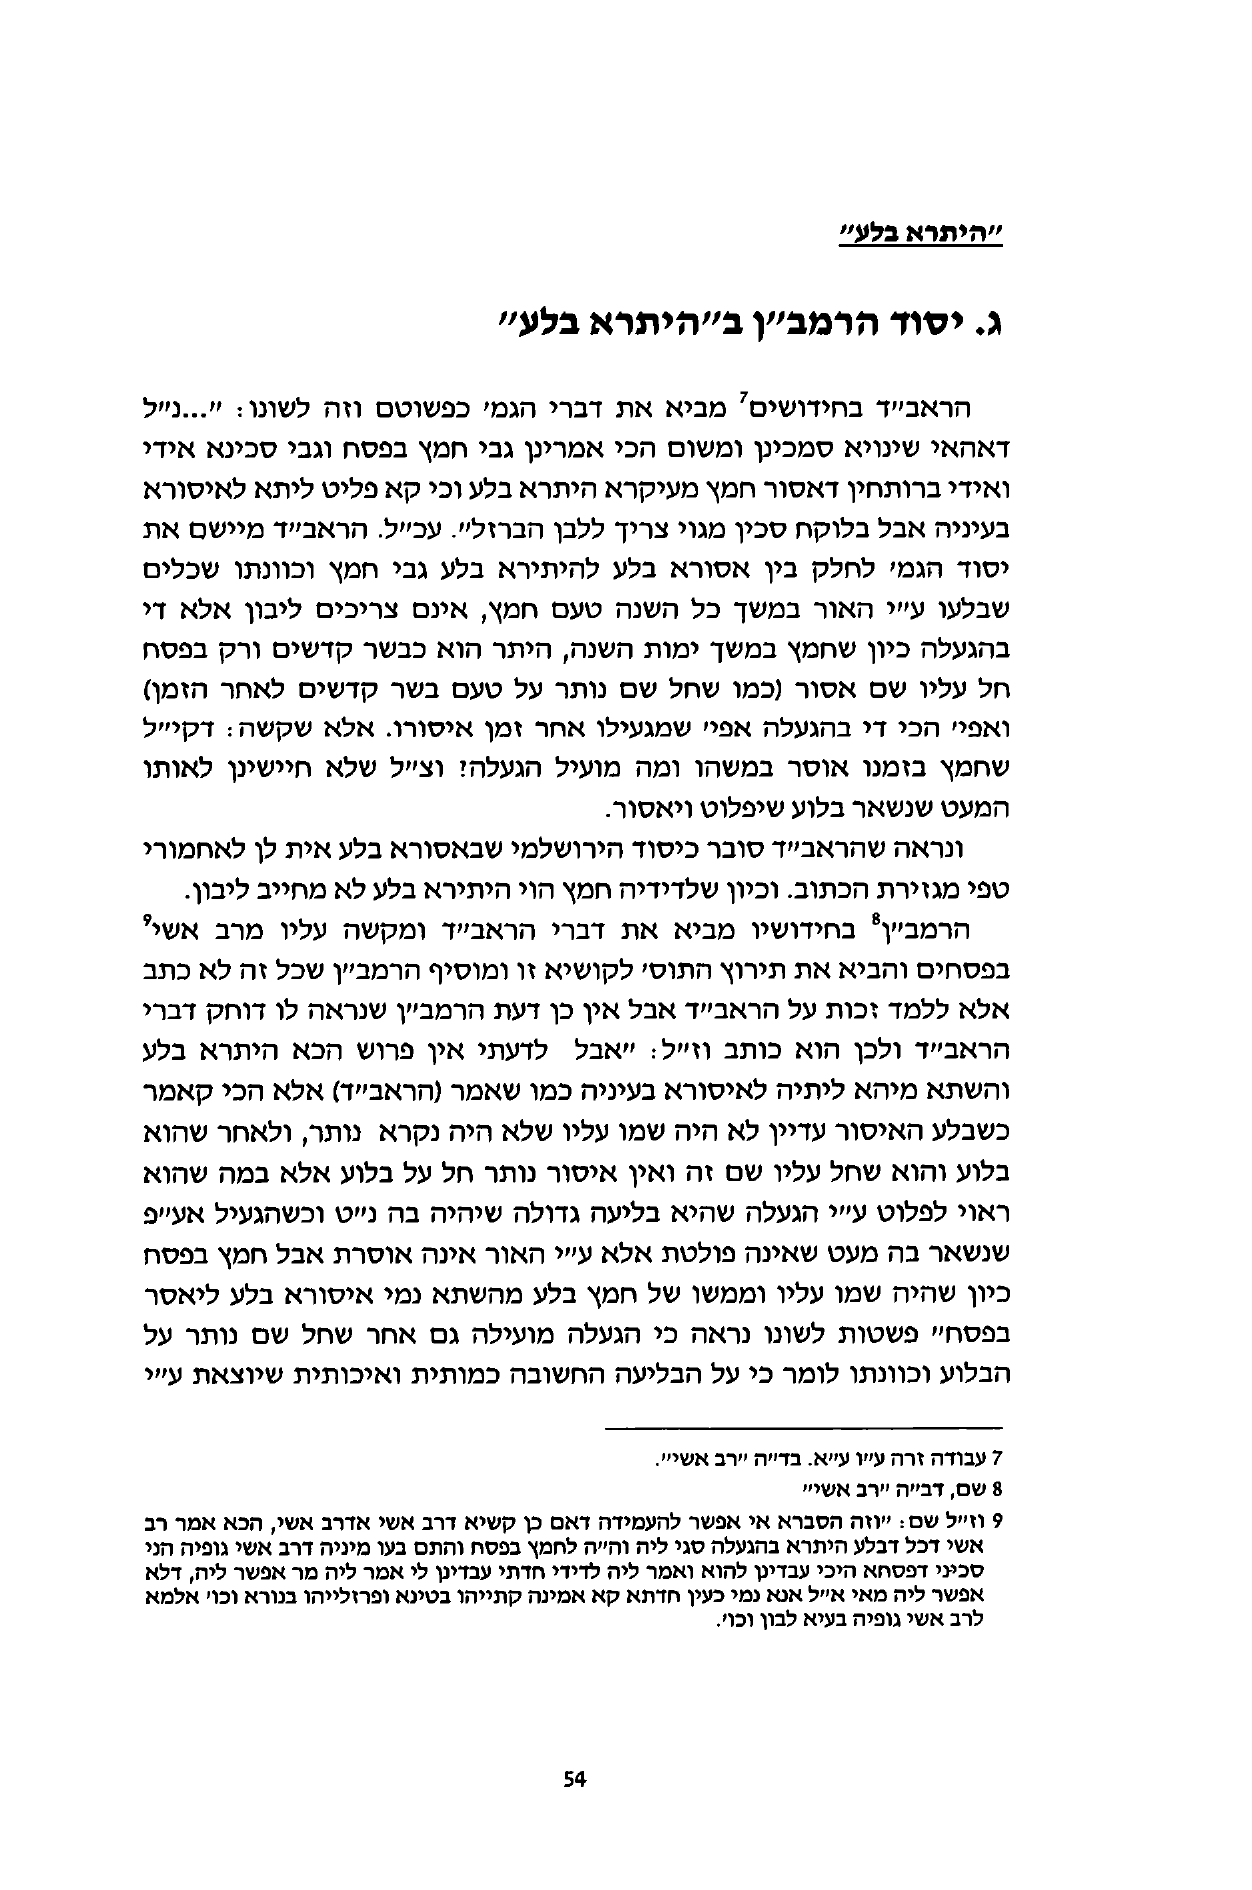 "היתרא בלע"
ג. יסוד הרמב"ן ב"היתרא בלע"
הראב"ד בחידושים7 מביא את דברי הגמ' כפשוטם וזה לשונו: "...נ"ל
דאהאי שינויא סמכינן ומשום הכי אמרינן גבי חמץ בפסח וגבי סכינא אידי
ואידי ברותחין דאסור חמץ מעיקרא היתרא בלע וכי קא פליט ליתא לאיסורא
בעיניה אבל בלוקח סכין מגוי צריך ללבן הברזל". עכ"ל. הראב"ד מיישם את
יסוד הגמ' לחלק בין אסורא בלע להיתירא בלע גבי חמץ וכוונתו שכלים
שבלעו ע"י האור במשך כל השנה טעם חמץ, אינם צריכים ליבון אלא די
בהגעלה כיון שחמץ במשך ימות השנה, היתר הוא כבשר קדשים ורק בפסח
חל עליו שם אסור (כמו שחל שם נותר על טעם בשר קדשים לאחר הזמן)
ואפי' הכי די בהגעלה אפי' שמגעילו אחר זמן איסורו. אלא שקשה: דקי"ל
שחמץ בזמנו אוסר במשהו ומה מועיל הגעלה? וצ"ל שלא חיישינן לאותו
המעט שנשאר בלוע שיפלוט ויאסור.
ונראה שהראב"ד סובר כיסוד הירושלמי שבאסורא בלע אית לן לאחמורי
טפי מגזירת הכתוב. וכיון שלדידיה חמץ הוי היתירא בלע לא מחייב ליבון.
הרמב"ן8 בחידושיו מביא את דברי הראב"ד ומקשה עליו מרב אשי9
בפסחים והביא את תירוץ התוס' לקושיא זו ומוסיף הרמב"ן שכל זה לא כתב
אלא ללמד זכות על הראב"ד אבל אין כן דעת הרמב"ן שנראה לו דוחק דברי
הראב"ד ולכן הוא כותב וז"ל: "אבל לדעתי אין פרוש הכא היתרא בלע
והשתא מיהא ליתיה לאיסורא בעיניה כמו שאמר (הראב"ד) אלא הכי קאמר
כשבלע האיסור עדיין לא היה שמו עליו שלא היה נקרא נותר, ולאחר שהוא
בלוע והוא שחל עליו שם זה ואין איסור נותר חל על בלוע אלא במה שהוא
ראוי לפלוט ע"י הגעלה שהיא בליעה גדולה שיהיה בה נ"ט וכשהגעיל אע"פ
שנשאר בה מעט שאינה פולטת אלא ע"י האור אינה אוסרת אבל חמץ בפסח
כיון שהיה שמו עליו וממשו של חמץ בלע מהשתא נמי איסורא בלע ליאסר
בפסח" פשטות לשונו נראה כי הגעלה מועילה גם אחר שחל שם נותר על
הבלוע וכוונתו לומר כי על הבליעה החשובה כמותית ואיכותית שיוצאת ע"י
7 עבודה זרה ע"ו ע"א. בד"ה "רב אשי".
8 שם, דב"ה "רב אשי"
9 וז"ל שם: "וזה הסברא אי אפשר להעמידה דאם כן קשיא דרב אשי אדרב אשי, הכא אמר רב
אשי דכל דבלע היתרא בהגעלה סגי ליה וה"ה לחמץ בפסח והתם בעו מיניה דרב אשי גופיה הני
סכיני דפסחא היכי עבדינן להוא ואמר ליה לדידי חדתי עבדינן לי אמר ליה מר אפשר ליה, דלא
אפשר ליה מאי א"ל אנא נמי כעין חדתא קא אמינה קתייהו בטינא ופרזלייהו בנורא וכו' אלמא
לרב אשי גופיה בעיא לבון וכו'.
54